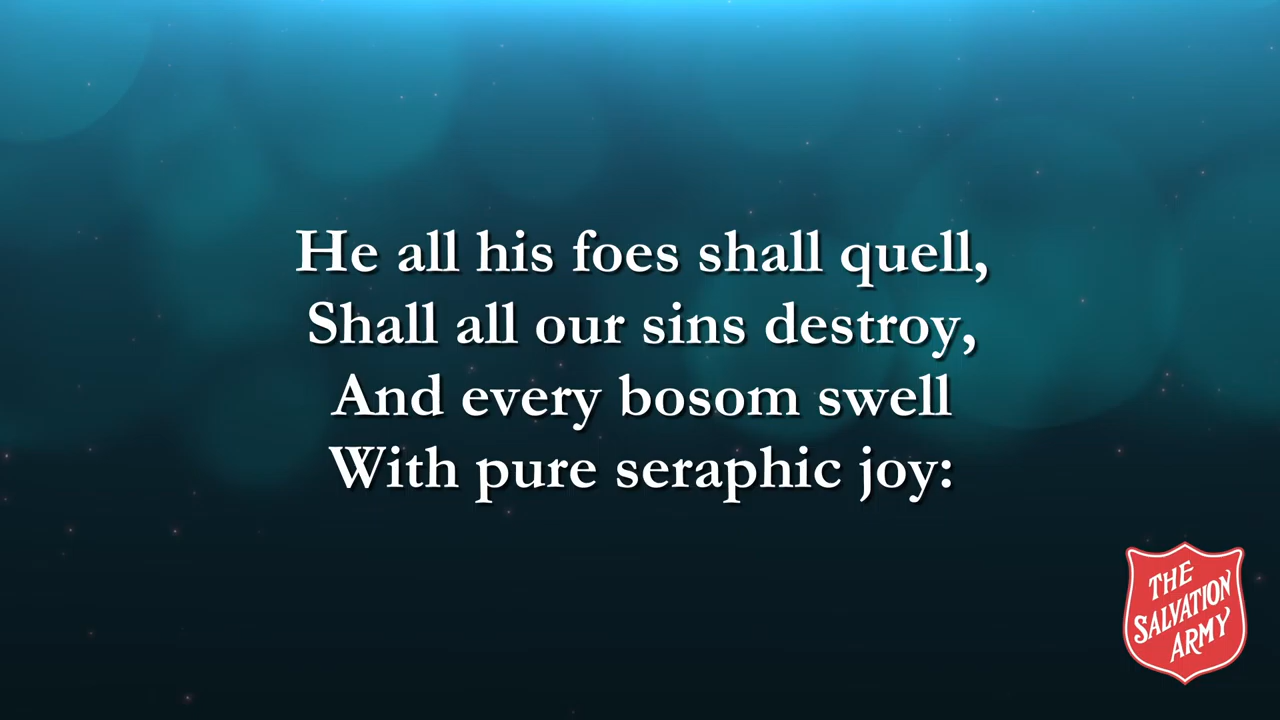 He all his foes shall quell,
Shall all our sins destroy,
And every bosom swell
With pure seraphic joy:
THE
SALVATION
ARMY